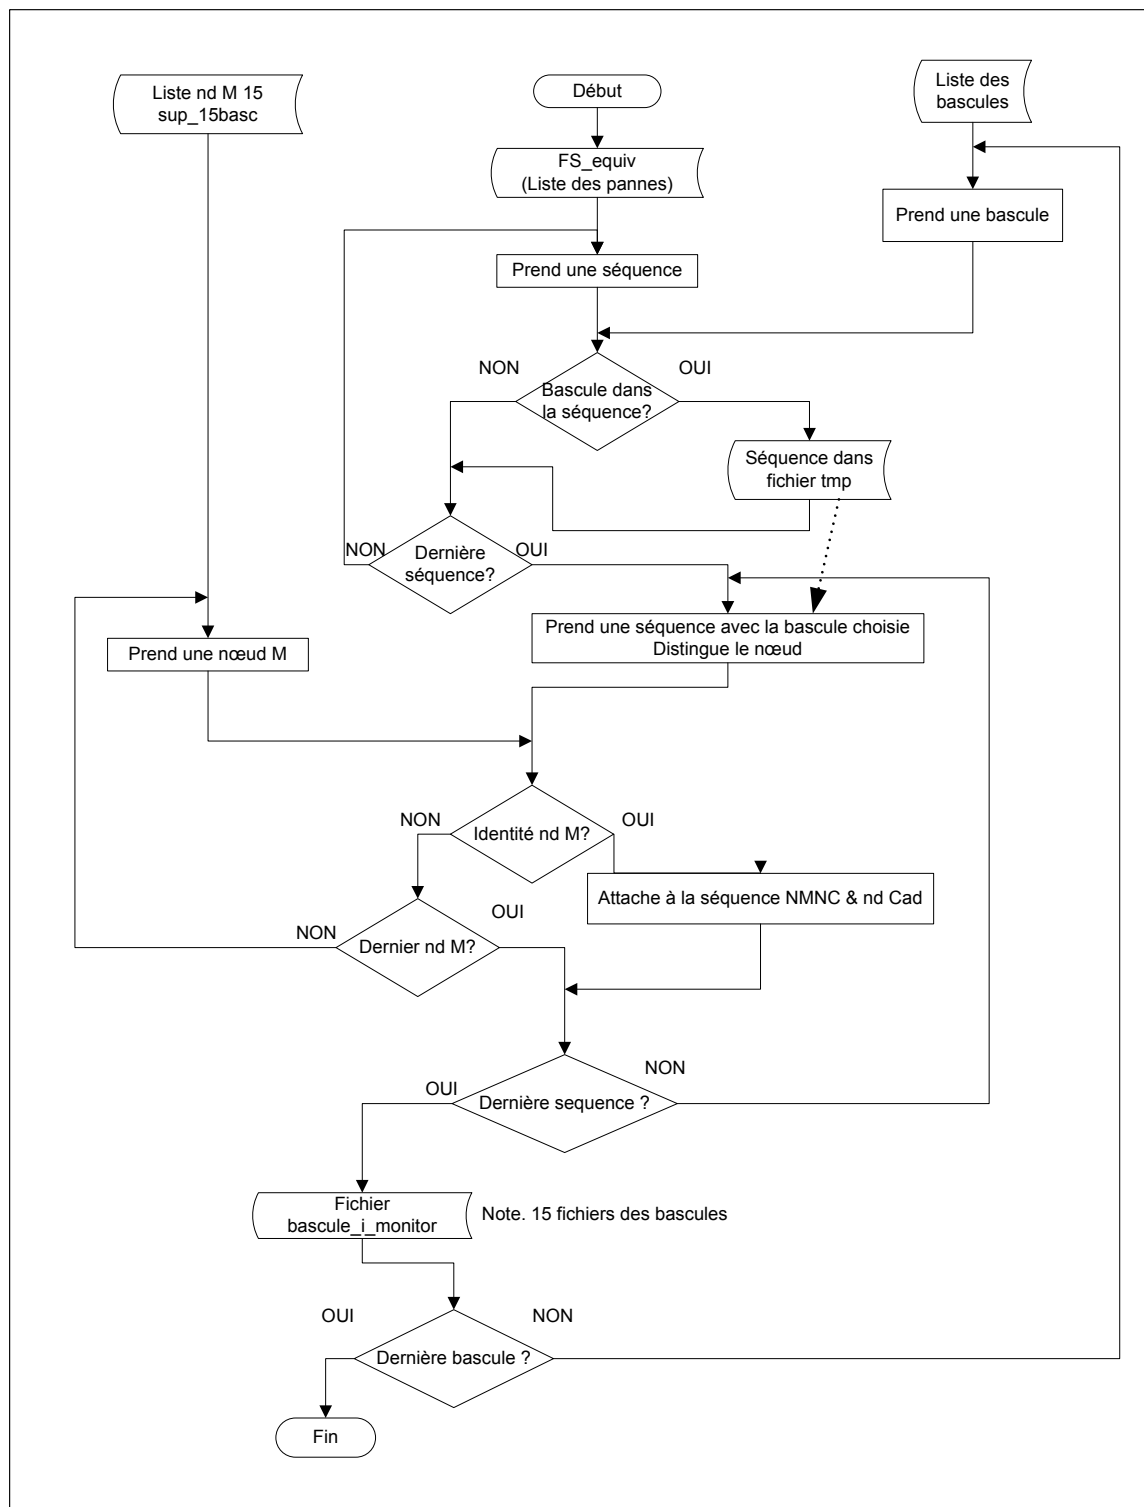 Liste nd M 15
sup_15basc
Début
Liste des
bascules
FS_equiv
(Liste des pannes)
Prend une bascule
Prend une séquence
NON
OUI
Bascule dans
la séquence?
Séquence dans
fichier tmp
NON
OUI
Dernière
séquence?
Prend une séquence avec la bascule choisie
Distingue le nœud
Prend une nœud M
NON
OUI
Identité nd M?
Attache à la séquence NMNC & nd Cad
OUI
NON
Dernier nd M?
NON
OUI
Dernière sequence ?
Fichier
bascule_i_monitor
Note. 15 fichiers des bascules
OUI
NON
Dernière bascule ?
Fin